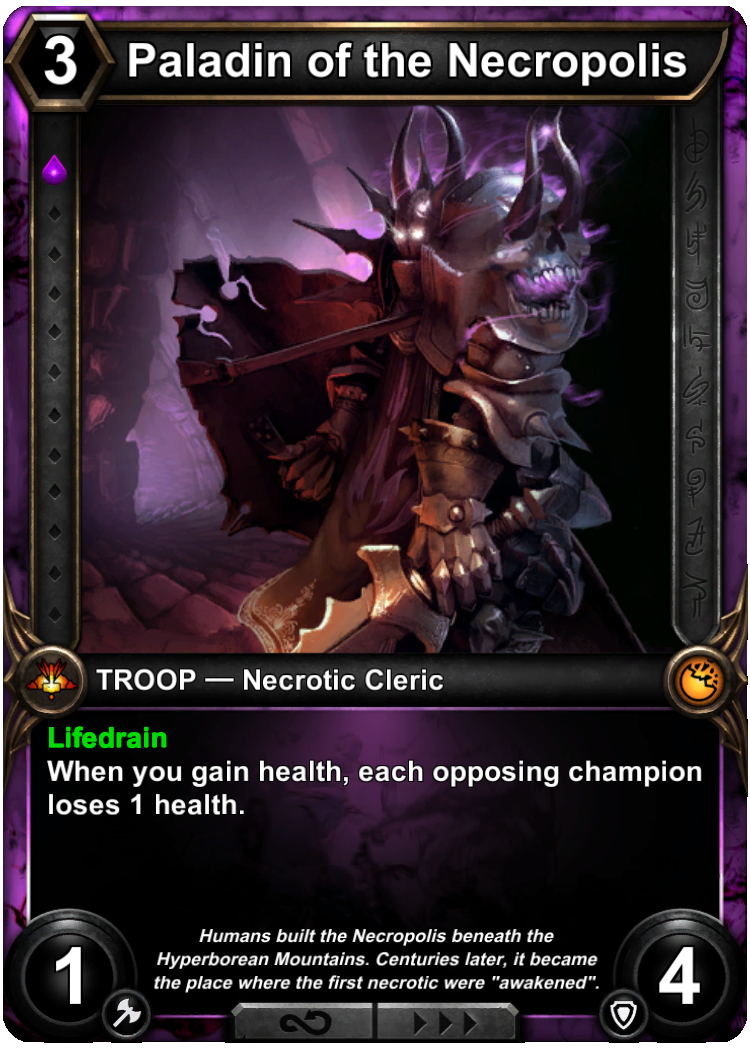 3
Paladin of the Necropolis
TROOP — Necrotic Cleric
Lifedrain
When you gain health, each opposing champion
loses 1 health.
Humans built the Necropolis beneath the
Hyperborean Mountains. Centuries later, it became
the place where the first necrotic were "awakened".
1
4